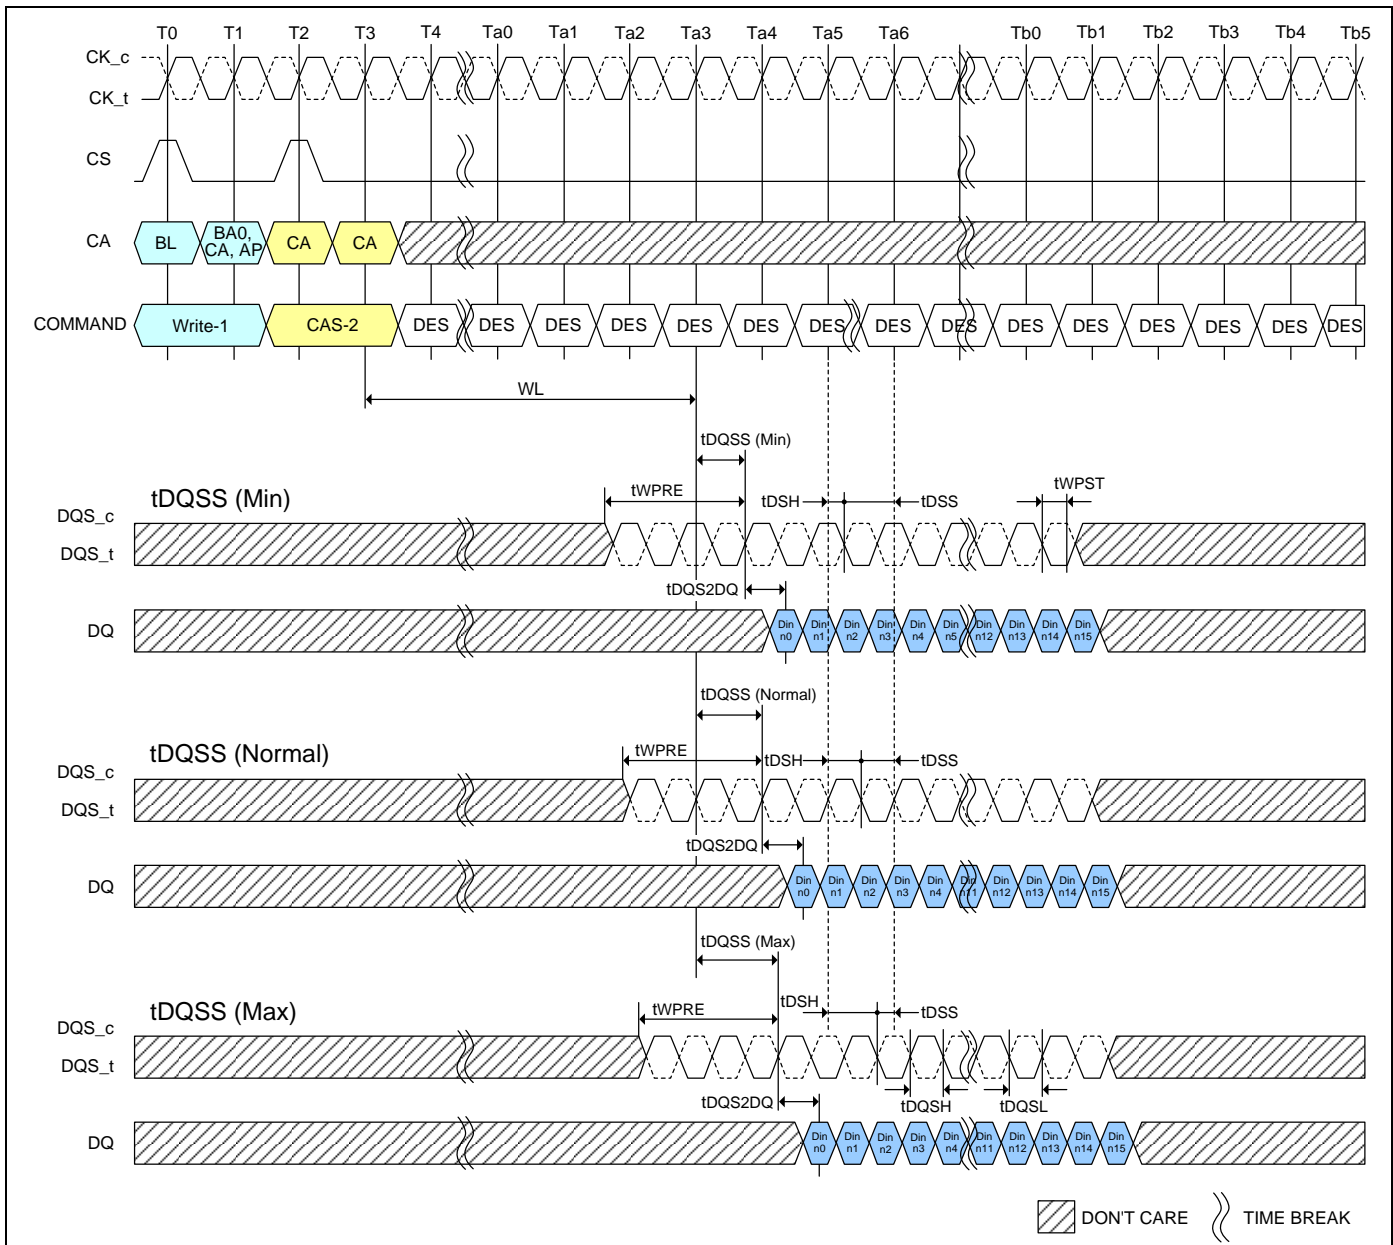 T0 T1 T2 T3 T4 Ta0 Ta1 Ta2 Ta3 Ta4 Ta5 Ta6 Tb0 Tb1 Tb2 Tb3 Tb4 Tb5
CK_c
CK_t
CS
CA BL BA0, CA, AP CA CA
COMMAND Write-1 CAS-2 DES DES DES DES DES DES DES DES DES DES DES DES DES DES DES
WL
tDQSS (Min)
tDQSS (Min) tWPRE tDSH tDSS tWPST
DQS_c
DQS_t
tDQS2DQ
DQ Din n0 Din n1 Din n2 Din n3 Din n4 Din n5 Din n12 Din n13 Din n14 Din n15
tDQSS (Normal)
tDQSS (Normal) tWPRE tDSH tDSS
DQS_c
DQS_t
tDQS2DQ
DQ Din n0 Din n1 Din n2 Din n3 Din n4 Din n11 Din n12 Din n13 Din n14 Din n15
tDQSS (Max)
tDQSS (Max) tWPRE tDSH tDSS
DQS_c
DQS_t
tDQS2DQ tDQSH tDQSL
DQ Din n0 Din n1 Din n2 Din n3 Din n4 Din n11 Din n12 Din n13 Din n14 Din n15
DON'T CARE TIME BREAK